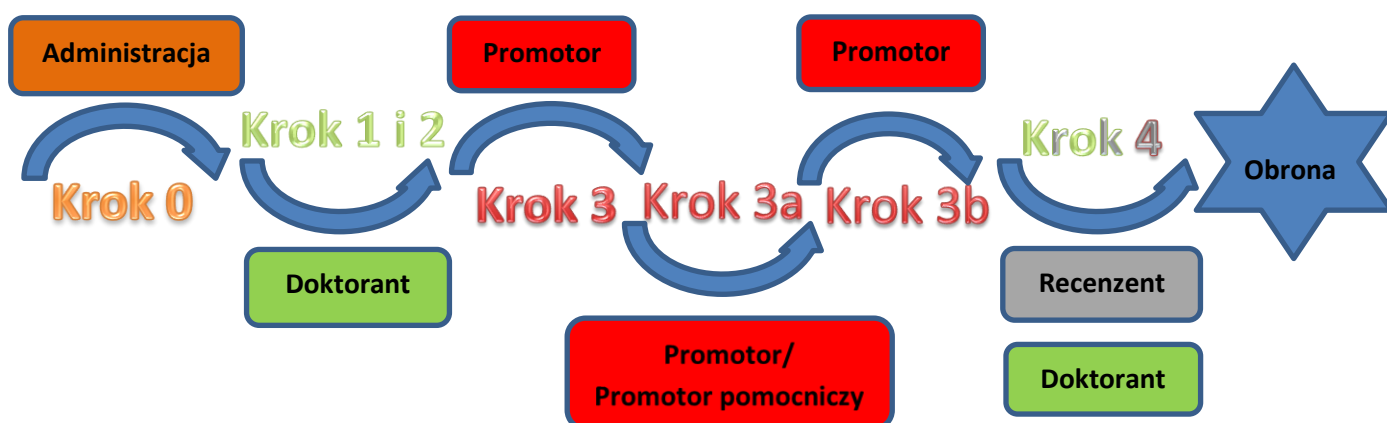 Administracja
Promotor
Promotor
Krok 1 i 2
Krok 4
Obrona
Krok 0
Krok 3
Krok 3a
Krok 3b
Doktorant
Recenzent
Promotor/
Promotor pomocniczy
Doktorant